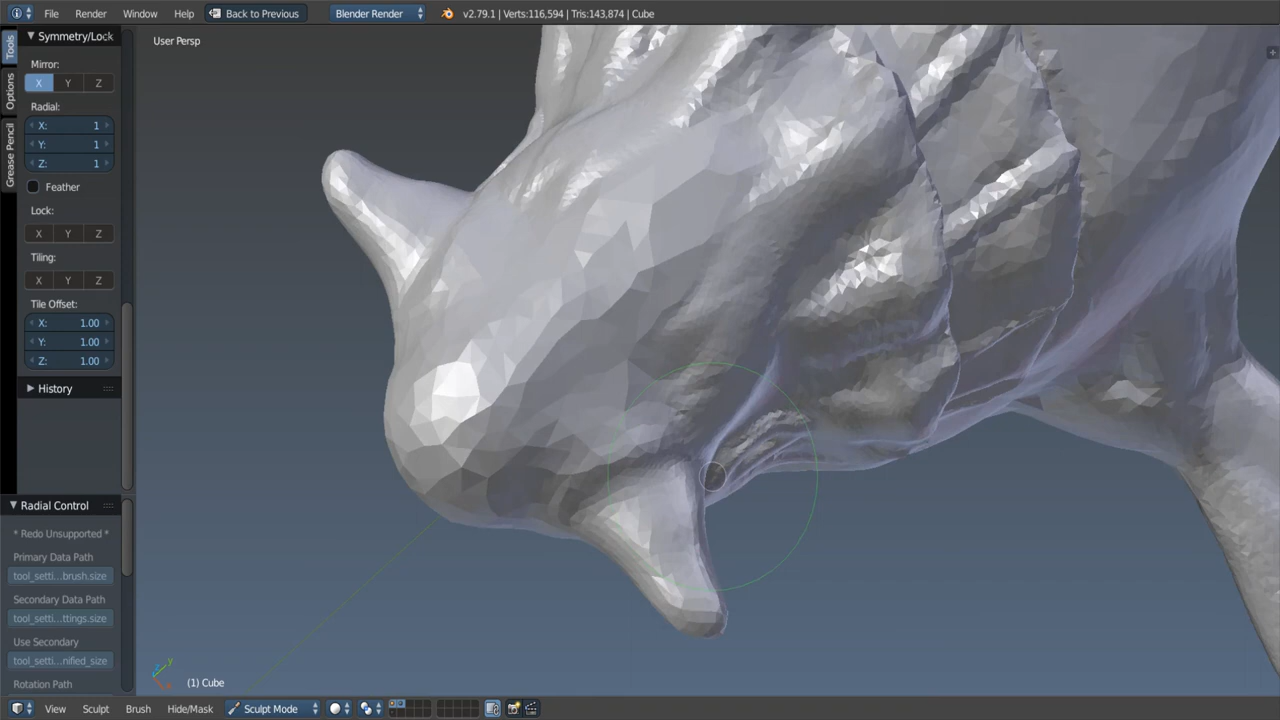 File Render Window Help Back to Previous Blender Render v2.79.1 | Verts:116,594 | Tris:143,874 | Cube
Tools
Options
Grease Pencil
Symmetry/Lock
Mirror:
X Y Z
Radial:
X: 1
Y: 1
Z: 1
Feather
Lock:
X Y Z
Tiling:
X Y Z
Tile Offset:
X: 1.00
Y: 1.00
Z: 1.00
History
Radial Control
* Redo Unsupported *
Primary Data Path
tool_setti...brush.size
Secondary Data Path
tool_setti...ttings.size
Use Secondary
tool_setti...nified_size
Rotation Path
User Persp
z y x
(1) Cube
View Sculpt Brush Hide/Mask Sculpt Mode